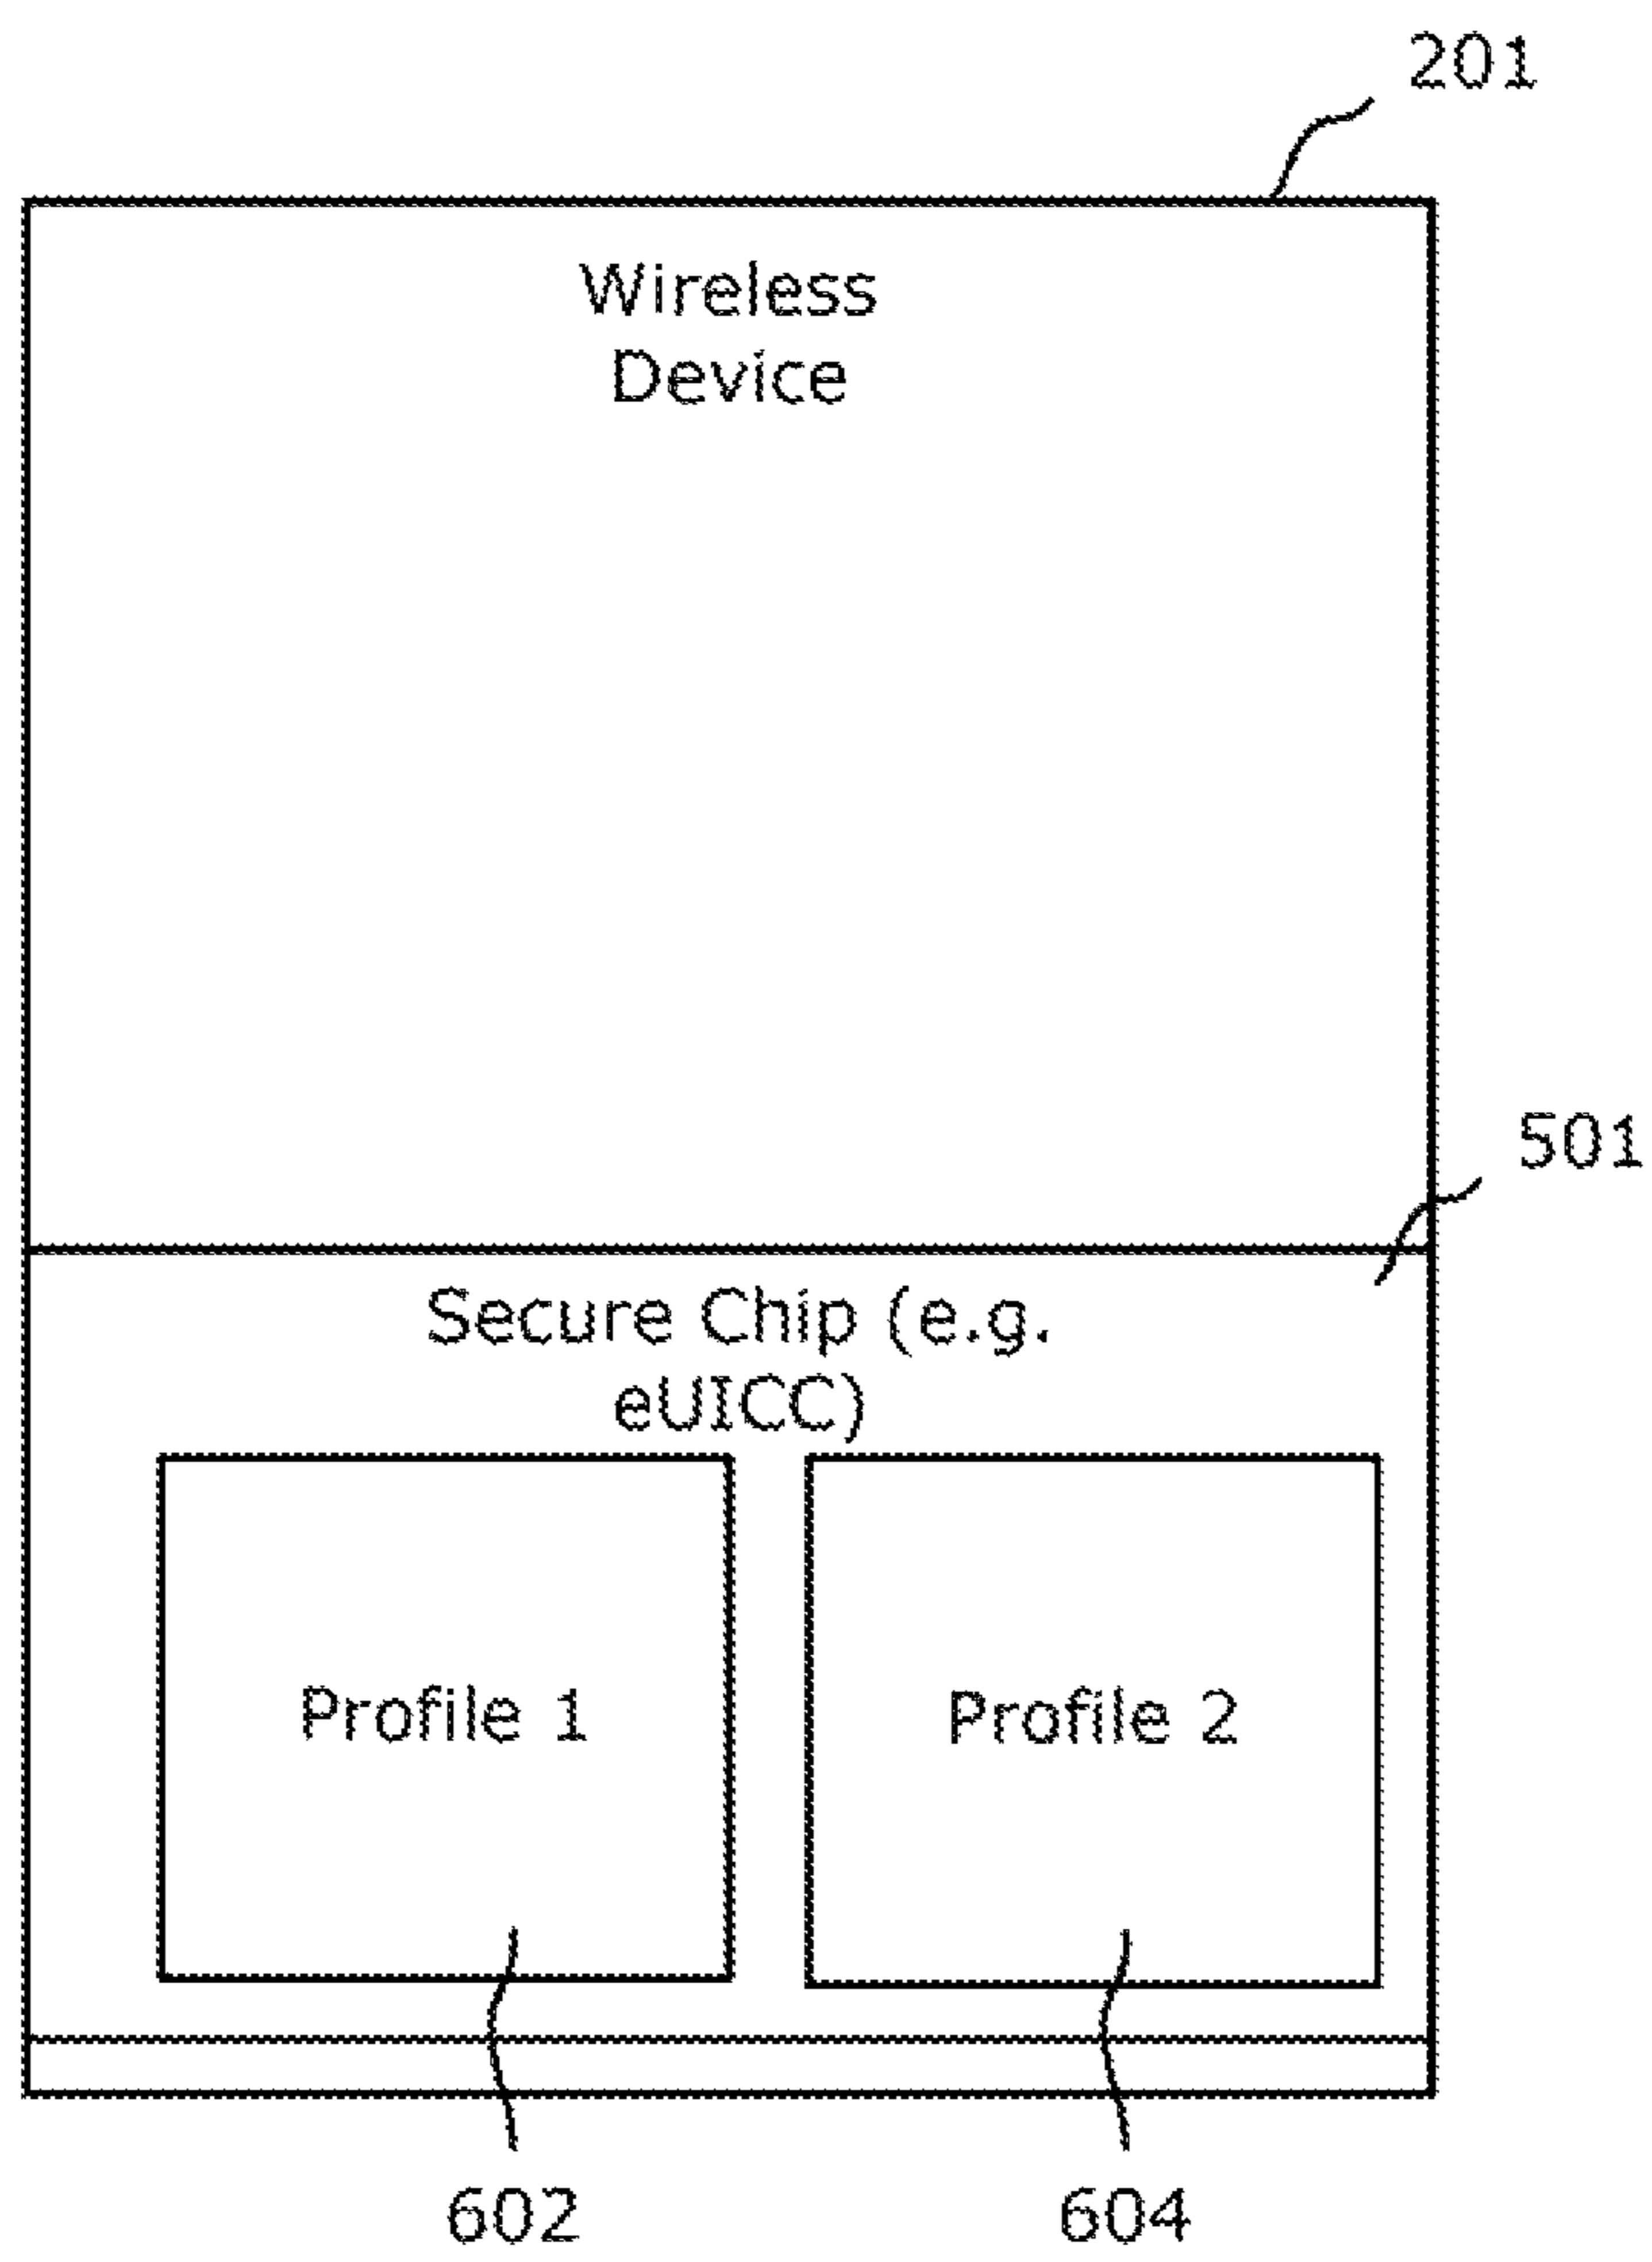 201
Wireless
Device
501
Secure Chip (e.g.
eUICC)
Profile 1
Profile 2
602
604